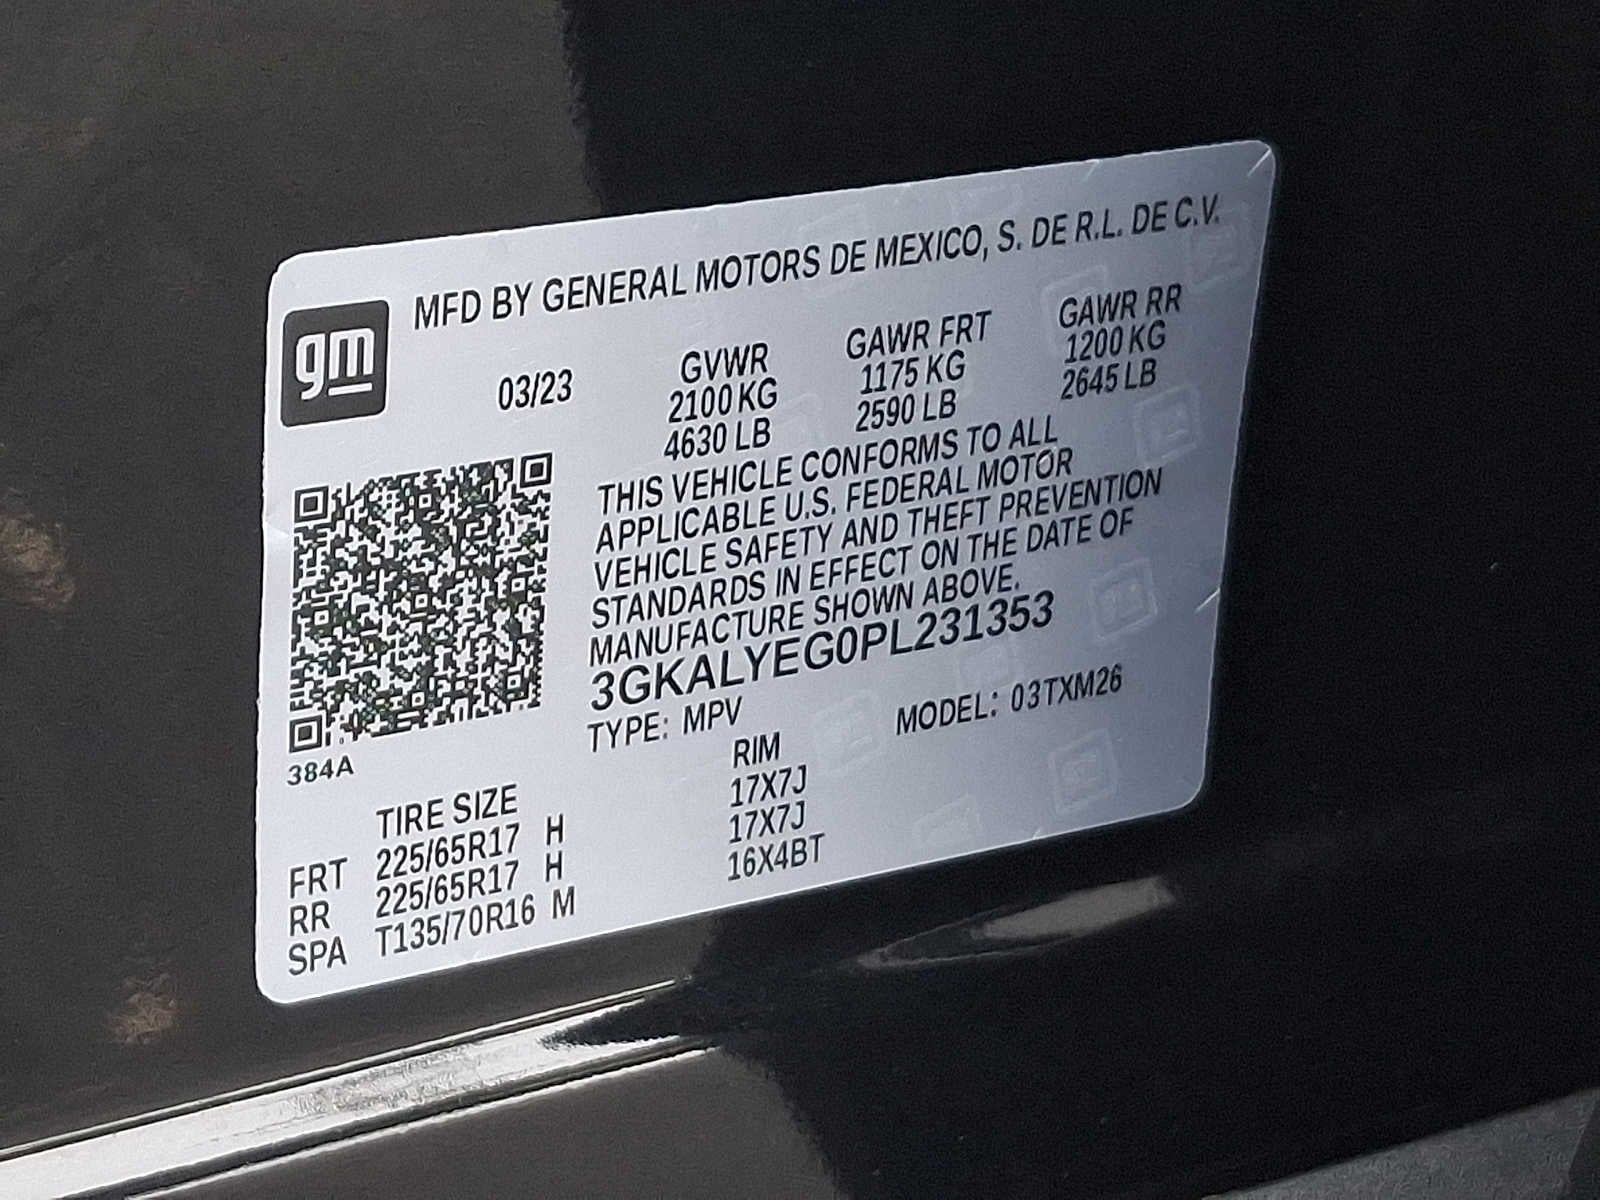 gm
MFD BY GENERAL MOTORS DE MEXICO, S. DE R.L. DE C.V.
03/23
GVWR
2100 KG
4630 LB
GAWR FRT
1175 KG
2590 LB
GAWR RR
1200 KG
2645 LB
THIS VEHICLE CONFORMS TO ALL
APPLICABLE U.S. FEDERAL MOTOR
VEHICLE SAFETY AND THEFT PREVENTION
STANDARDS IN EFFECT ON THE DATE OF
MANUFACTURE SHOWN ABOVE.
3GKALYEG0PL231353
TYPE: MPV MODEL: 03TXM26
384A
TIRE SIZE RIM
FRT 225/65R17 H 17X7J
RR 225/65R17 H 17X7J
SPA T135/70R16 M 16X4BT